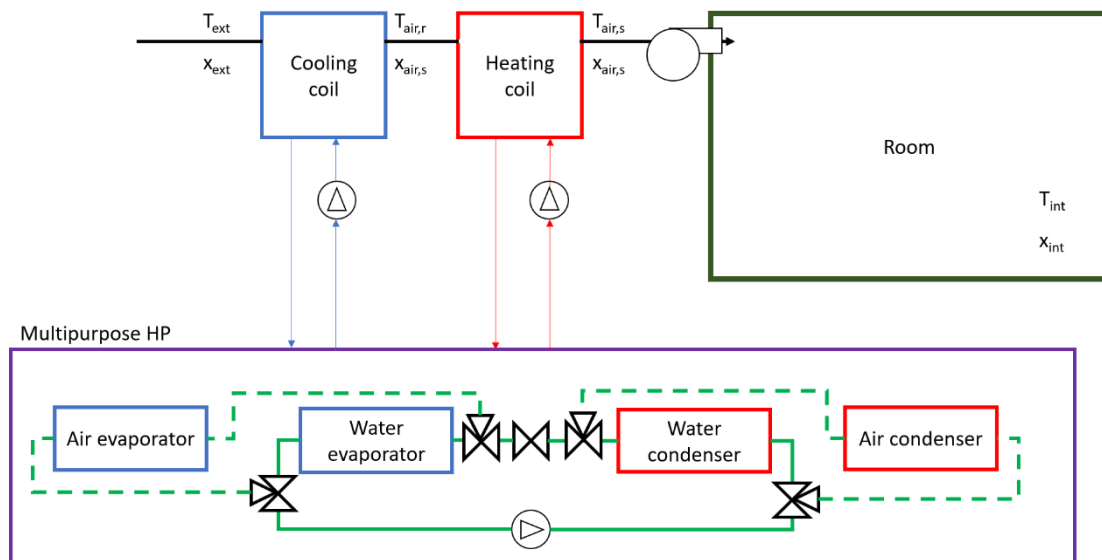 T_ext
T_air,r
T_air,s
Cooling
coil
Heating
coil
x_ext
x_air,s
x_air,s
Room
T_int
x_int
Multipurpose HP
Air evaporator
Water
evaporator
Water
condenser
Air condenser